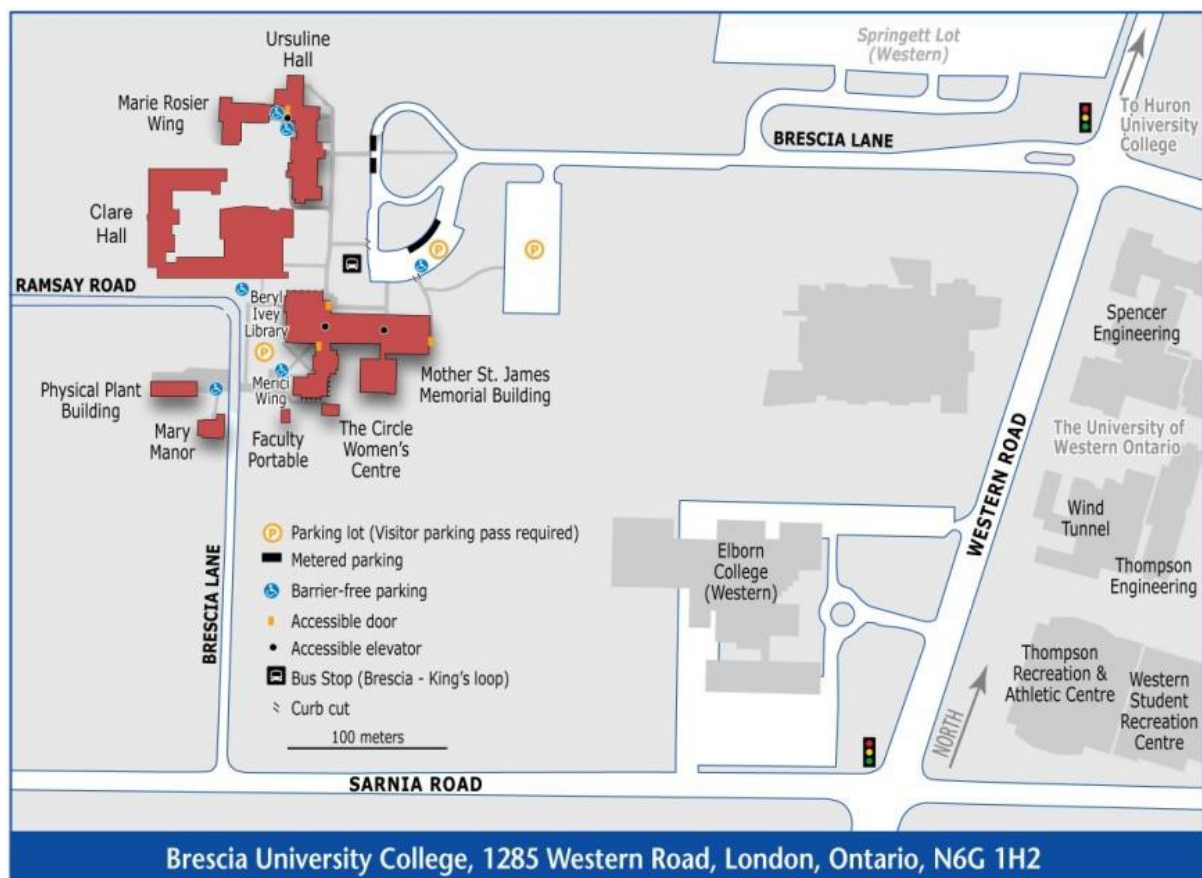 Ursuline
Hall
Marie Rosier
Wing
Clare
Hall
Springett Lot
(Western)
BRESCIA LANE
To Huron
University
College
RAMSAY ROAD
Beryl
Ivey
Library
P
P
P
Physical Plant
Building
Merici
Wing
Mary
Manor
Faculty
Portable
The Circle
Women's
Centre
Mother St. James
Memorial Building
Spencer
Engineering
The University of
Western Ontario
WESTERN ROAD
Wind
Tunnel
Thompson
Engineering
Elborn
College
(Western)
Thompson
Recreation &
Athletic Centre
Western
Student
Recreation
Centre
NORTH
BRESCIA LANE
P Parking lot (Visitor parking pass required)
Metered parking
Barrier-free parking
Accessible door
Accessible elevator
Bus Stop (Brescia - King's loop)
Curb cut
100 meters
SARNIA ROAD
Brescia University College, 1285 Western Road, London, Ontario, N6G 1H2